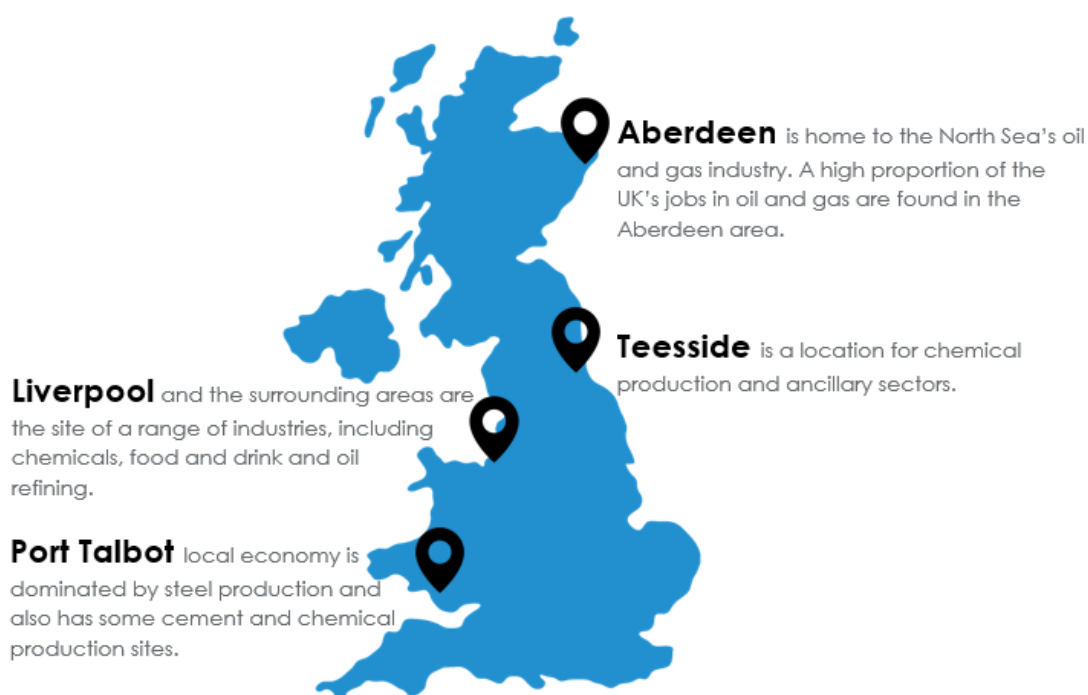 Aberdeen is home to the North Sea's oil
and gas industry. A high proportion of the
UK's jobs in oil and gas are found in the
Aberdeen area.
Teesside is a location for chemical
production and ancillary sectors.
Liverpool and the surrounding areas are
the site of a range of industries, including
chemicals, food and drink and oil
refining.
Port Talbot local economy is
dominated by steel production and
also has some cement and chemical
production sites.